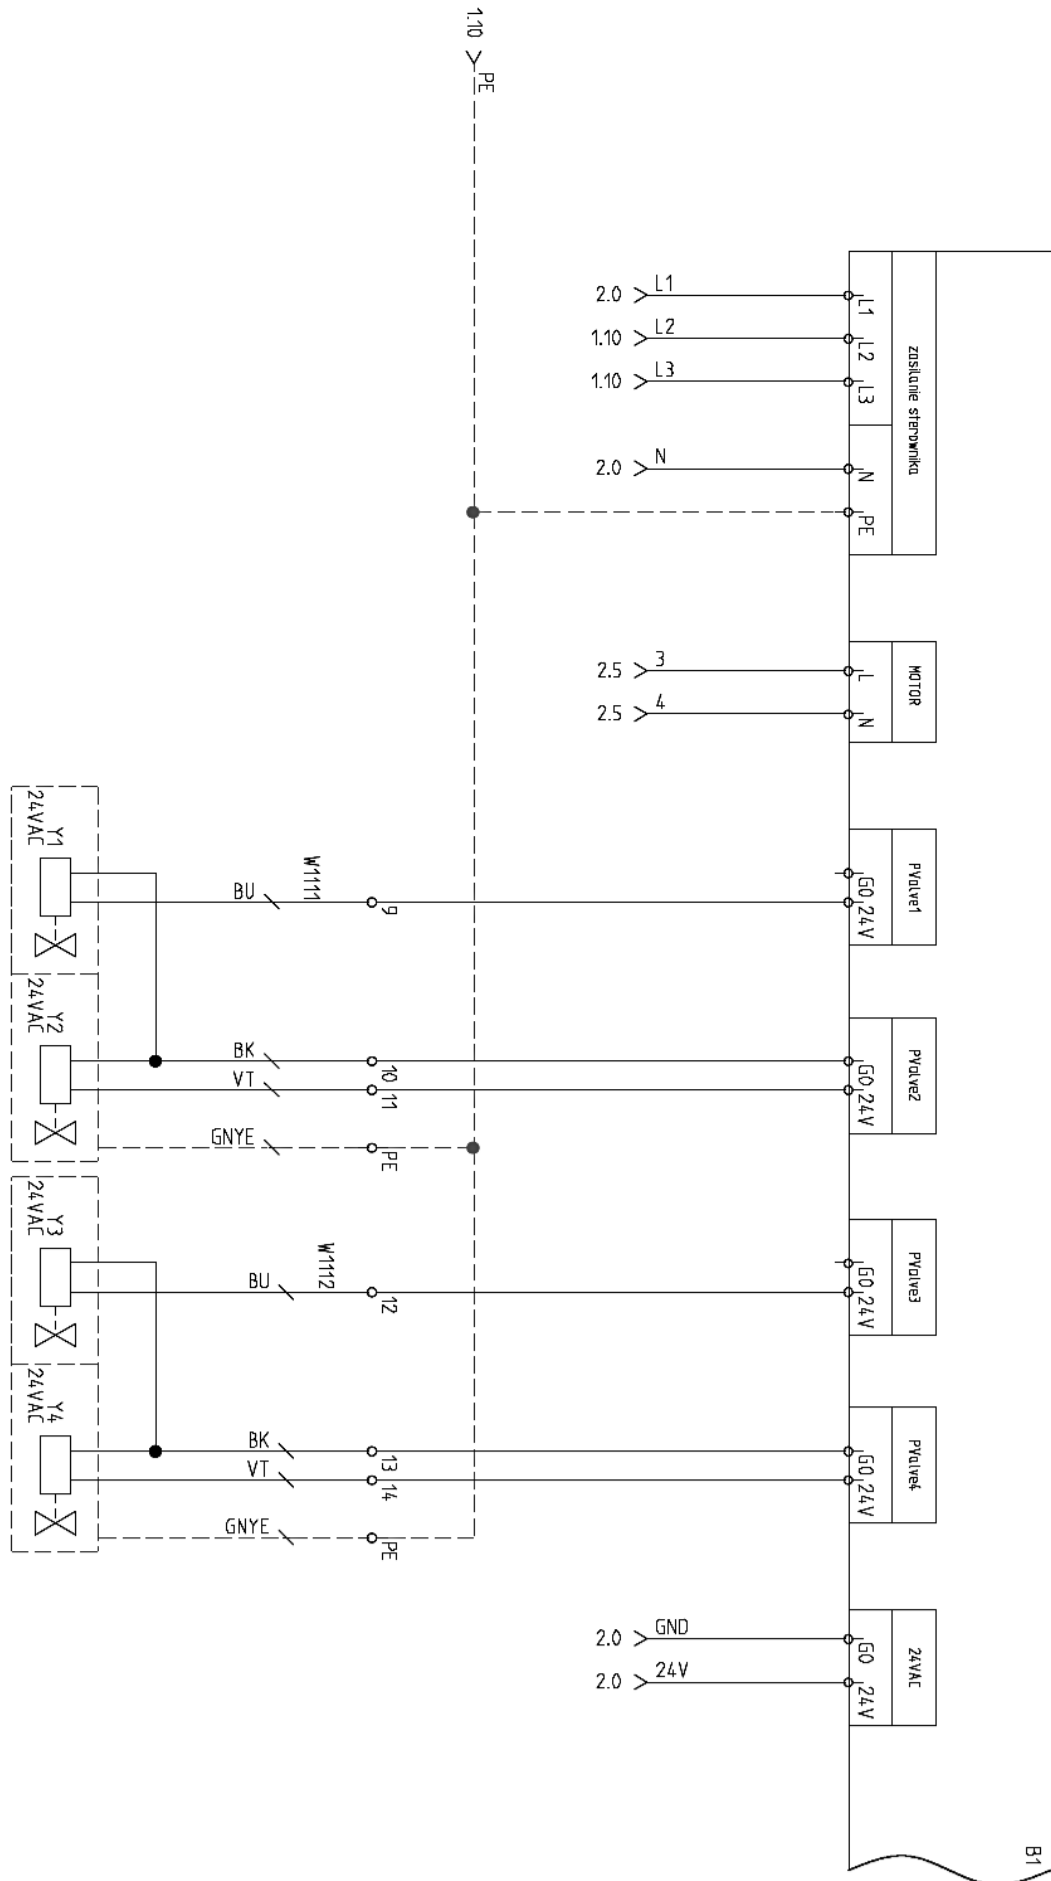 1.10
PE
2.0 L1 L1
1.10 L2 L2
1.10 L3 L3
zasilanie sterownika
2.0 N N
PE
2.5 3 L
2.5 4 N
MOTOR
Y1
24VAC
W1111
BU 9
G0 24V
PValve1
Y2
24VAC
BK 10
VT 11
G0 24V
PValve2
GNYE PE
Y3
24VAC
W1112
BU 12
G0 24V
PValve3
Y4
24VAC
BK 13
VT 14
G0 24V
PValve4
GNYE PE
2.0 GND G0
2.0 24V 24V
24VAC
B1